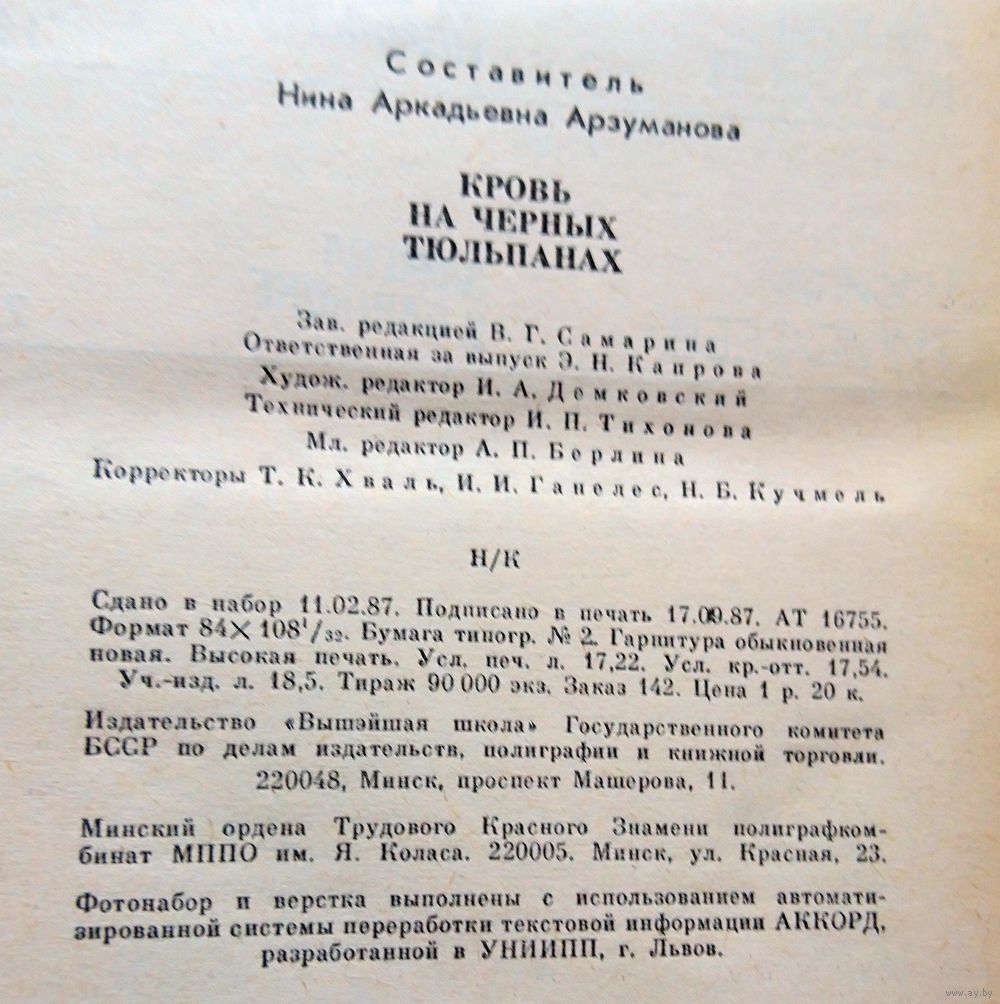 Составитель
Нина Аркадьевна Арзуманова
КРОВЬ
НА ЧЕРНЫХ
ТЮЛЬПАНАХ
Зав. редакцией В. Г. Самарина
Ответственная за выпуск Э. Н. Капрова
Худож. редактор И. А. Демковский
Технический редактор И. П. Тихонова
Мл. редактор А. П. Берлина
Корректоры Т. К. Хваль, И. И. Ганелес, Н. Б. Кучмель
Н/К
Сдано в набор 11.02.87. Подписано в печать 17.09.87. АТ 16755.
Формат 84×108¹/₃₂. Бумага типогр. № 2. Гарнитура обыкновенная
новая. Высокая печать. Усл. печ. л. 17,22. Усл. кр.-отт. 17,54.
Уч.-изд. л. 18,5. Тираж 90 000 экз. Заказ 142. Цена 1 р. 20 к.
Издательство «Вышэйшая школа» Государственного комитета
БССР по делам издательств, полиграфии и книжной торговли.
220048, Минск, проспект Машерова, 11.
Минский ордена Трудового Красного Знамени полиграфком-
бинат МППО им. Я. Коласа. 220005. Минск, ул. Красная, 23.
Фотонабор и верстка выполнены с использованием автомати-
зированной системы переработки текстовой информации АККОРД,
разработанной в УНИИПП, г. Львов.
www.ay.by